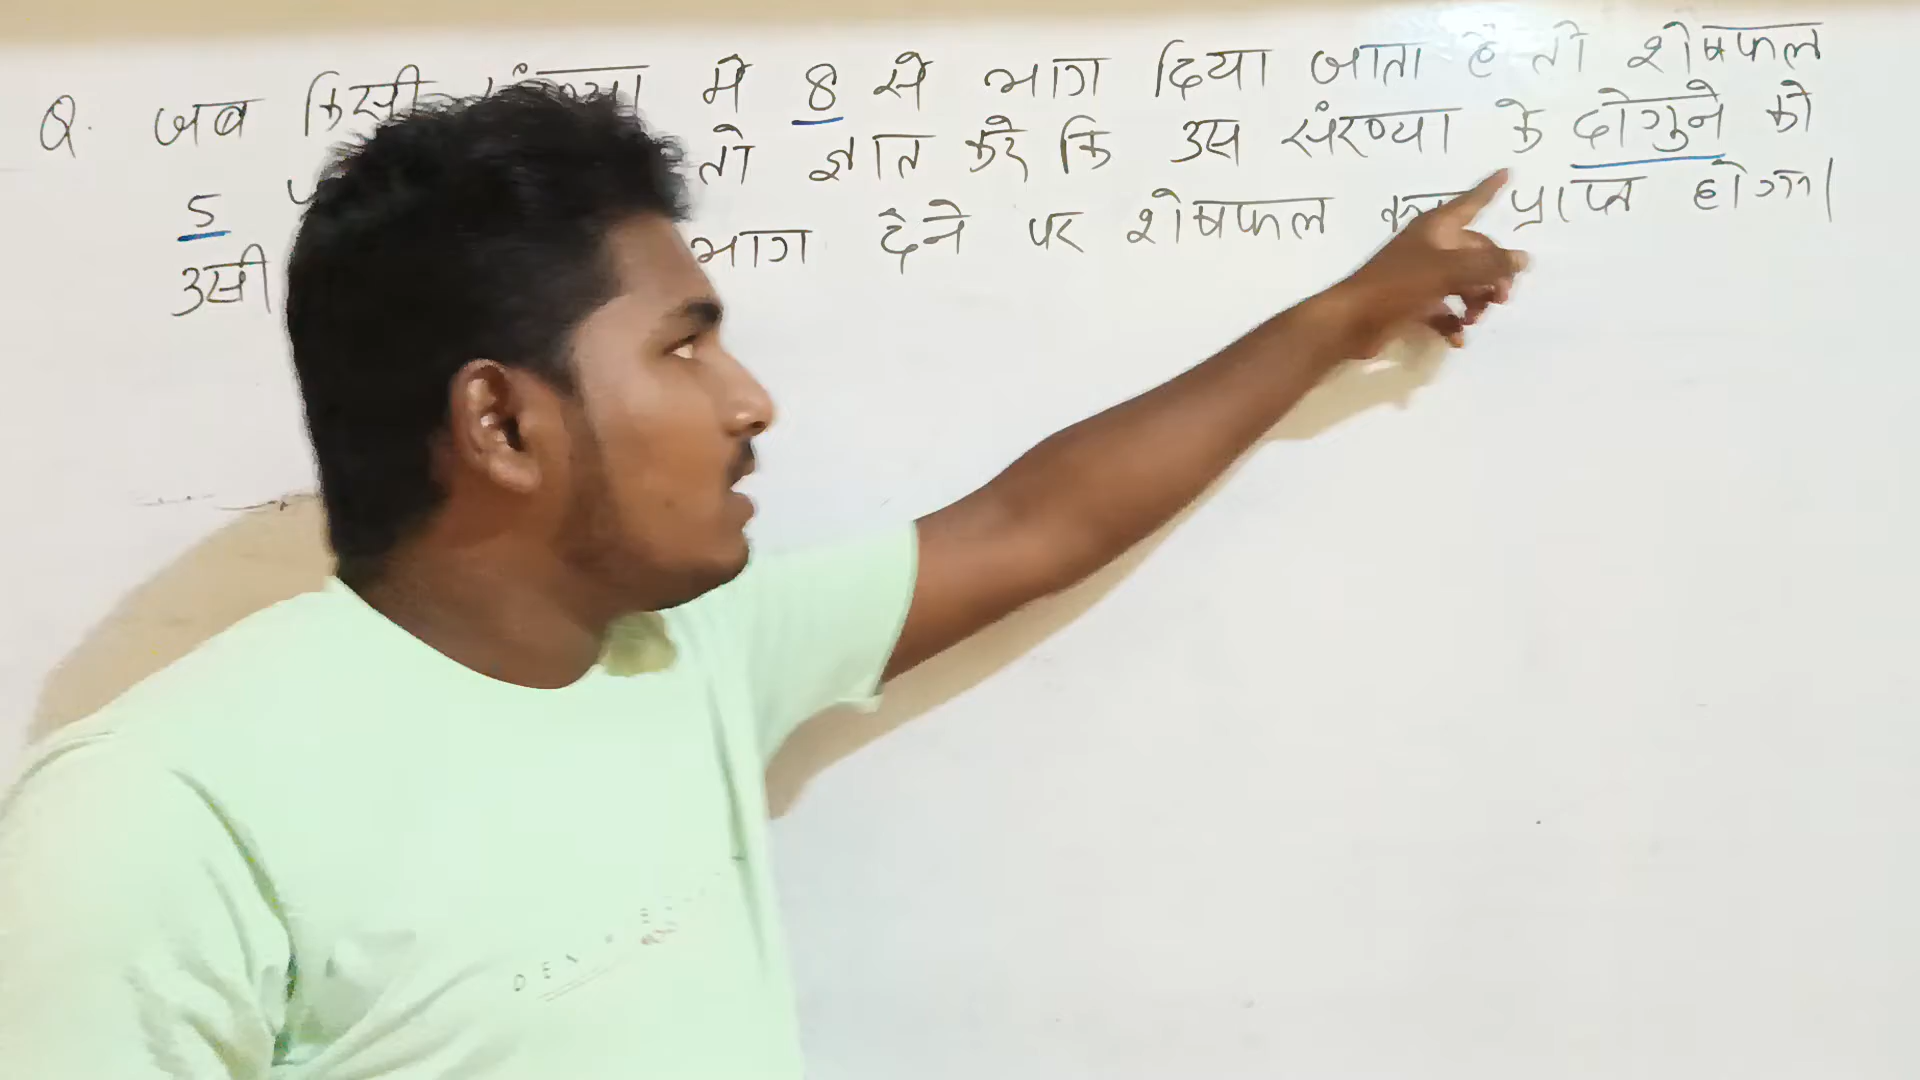 Q. जब किसी संख्या मे 8 से भाग दिया जाता है तो शेषफल
5 तो ज्ञात करे कि उस संख्या के दोगुने को
उसी भाग देने पर शेषफल प्राप्त होगा।